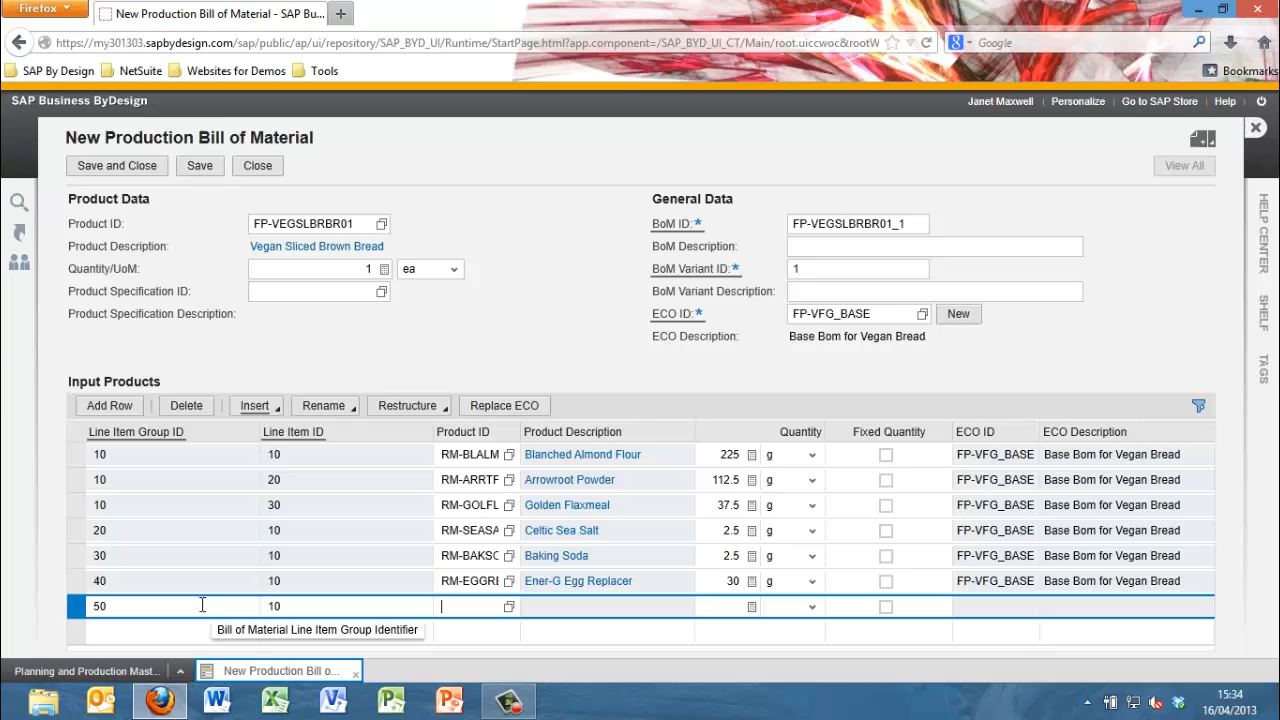 Firefox
New Production Bill of Material - SAP Bu...
https://my301303.sapbydesign.com/sap/public/ap/ui/repository/SAP_BYD_UI/Runtime/StartPage.html?app.component=/SAP_BYD_UI_CT/Main/root.uiccwoc&rootW
Google
SAP By Design
NetSuite
Websites for Demos
Tools
Bookmarks
SAP Business ByDesign
Janet Maxwell | Personalize | Go to SAP Store | Help
New Production Bill of Material
Save and Close
Save
Close
View All
Product Data
General Data
Product ID: FP-VEGSLBRBR01
BoM ID:* FP-VEGSLBRBR01_1
Product Description: Vegan Sliced Brown Bread
BoM Description:
Quantity/UoM: 1 ea
BoM Variant ID:* 1
Product Specification ID:
BoM Variant Description:
Product Specification Description:
ECO ID:* FP-VFG_BASE New
ECO Description: Base Bom for Vegan Bread
HELP CENTER
SHELF
TAGS
Input Products
Add Row | Delete | Insert Rename Restructure Replace ECO
Line Item Group ID Line Item ID Product ID Product Description Quantity Fixed Quantity ECO ID ECO Description
10 10 RM-BLALM Blanched Almond Flour 225 g FP-VFG_BASE Base Bom for Vegan Bread
10 20 RM-ARRTF Arrowroot Powder 112.5 g FP-VFG_BASE Base Bom for Vegan Bread
10 30 RM-GOLFL Golden Flaxmeal 37.5 g FP-VFG_BASE Base Bom for Vegan Bread
20 10 RM-SEASA Celtic Sea Salt 2.5 g FP-VFG_BASE Base Bom for Vegan Bread
30 10 RM-BAKSC Baking Soda 2.5 g FP-VFG_BASE Base Bom for Vegan Bread
40 10 RM-EGGRE Ener-G Egg Replacer 30 g FP-VFG_BASE Base Bom for Vegan Bread
50 10
Bill of Material Line Item Group Identifier
Planning and Production Mast...
New Production Bill o...
15:34
16/04/2013